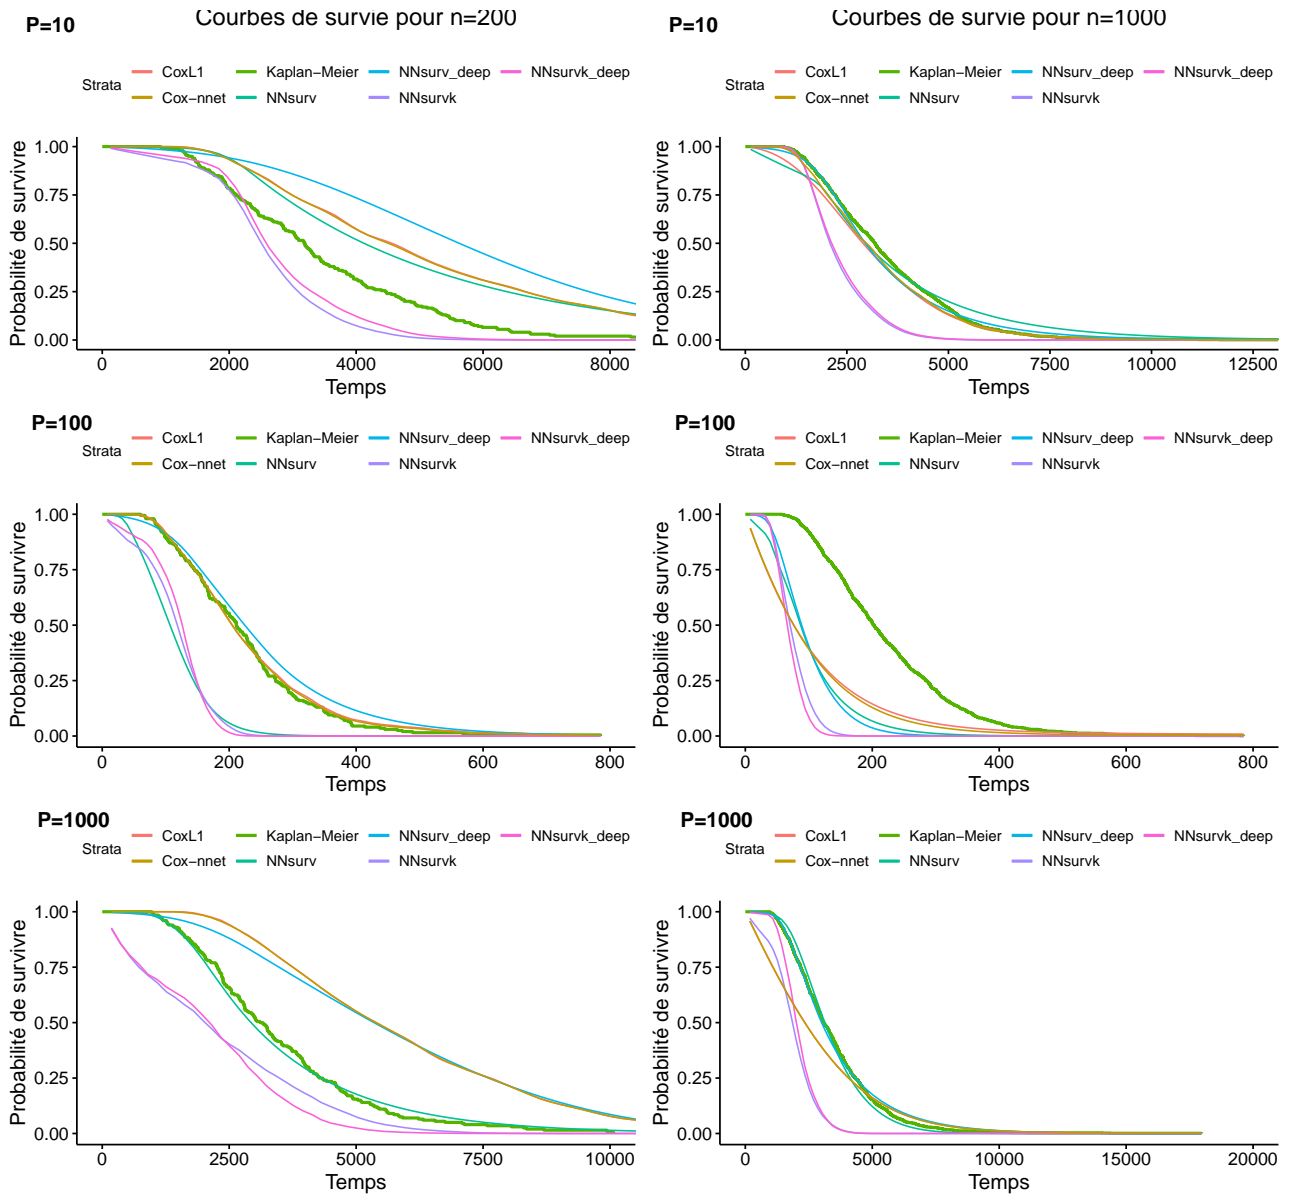 Courbes de survie pour n=200
P=10
Strata
CoxL1 Kaplan−Meier NNsurv_deep NNsurvk_deep
Cox−nnet NNsurv NNsurvk
Probabilité de survivre
1.00
0.75
0.50
0.25
0.00
0 2000 4000 6000 8000
Temps
Courbes de survie pour n=1000
P=10
Strata
CoxL1 Kaplan−Meier NNsurv_deep NNsurvk_deep
Cox−nnet NNsurv NNsurvk
Probabilité de survivre
1.00
0.75
0.50
0.25
0.00
0 2500 5000 7500 10000 12500
Temps
P=100
Strata
CoxL1 Kaplan−Meier NNsurv_deep NNsurvk_deep
Cox−nnet NNsurv NNsurvk
Probabilité de survivre
1.00
0.75
0.50
0.25
0.00
0 200 400 600 800
Temps
P=100
Strata
CoxL1 Kaplan−Meier NNsurv_deep NNsurvk_deep
Cox−nnet NNsurv NNsurvk
Probabilité de survivre
1.00
0.75
0.50
0.25
0.00
0 200 400 600 800
Temps
P=1000
Strata
CoxL1 Kaplan−Meier NNsurv_deep NNsurvk_deep
Cox−nnet NNsurv NNsurvk
Probabilité de survivre
1.00
0.75
0.50
0.25
0.00
0 2500 5000 7500 10000
Temps
P=1000
Strata
CoxL1 Kaplan−Meier NNsurv_deep NNsurvk_deep
Cox−nnet NNsurv NNsurvk
Probabilité de survivre
1.00
0.75
0.50
0.25
0.00
0 5000 10000 15000 20000
Temps